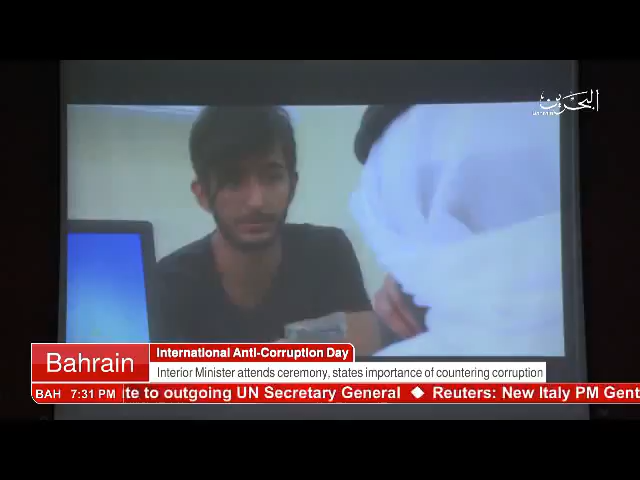 البحرين
Bahrain
International Anti-Corruption Day
Interior Minister attends ceremony, states importance of countering corruption
BAH 7:31 PM ite to outgoing UN Secretary General ◆ Reuters: New Italy PM Gent